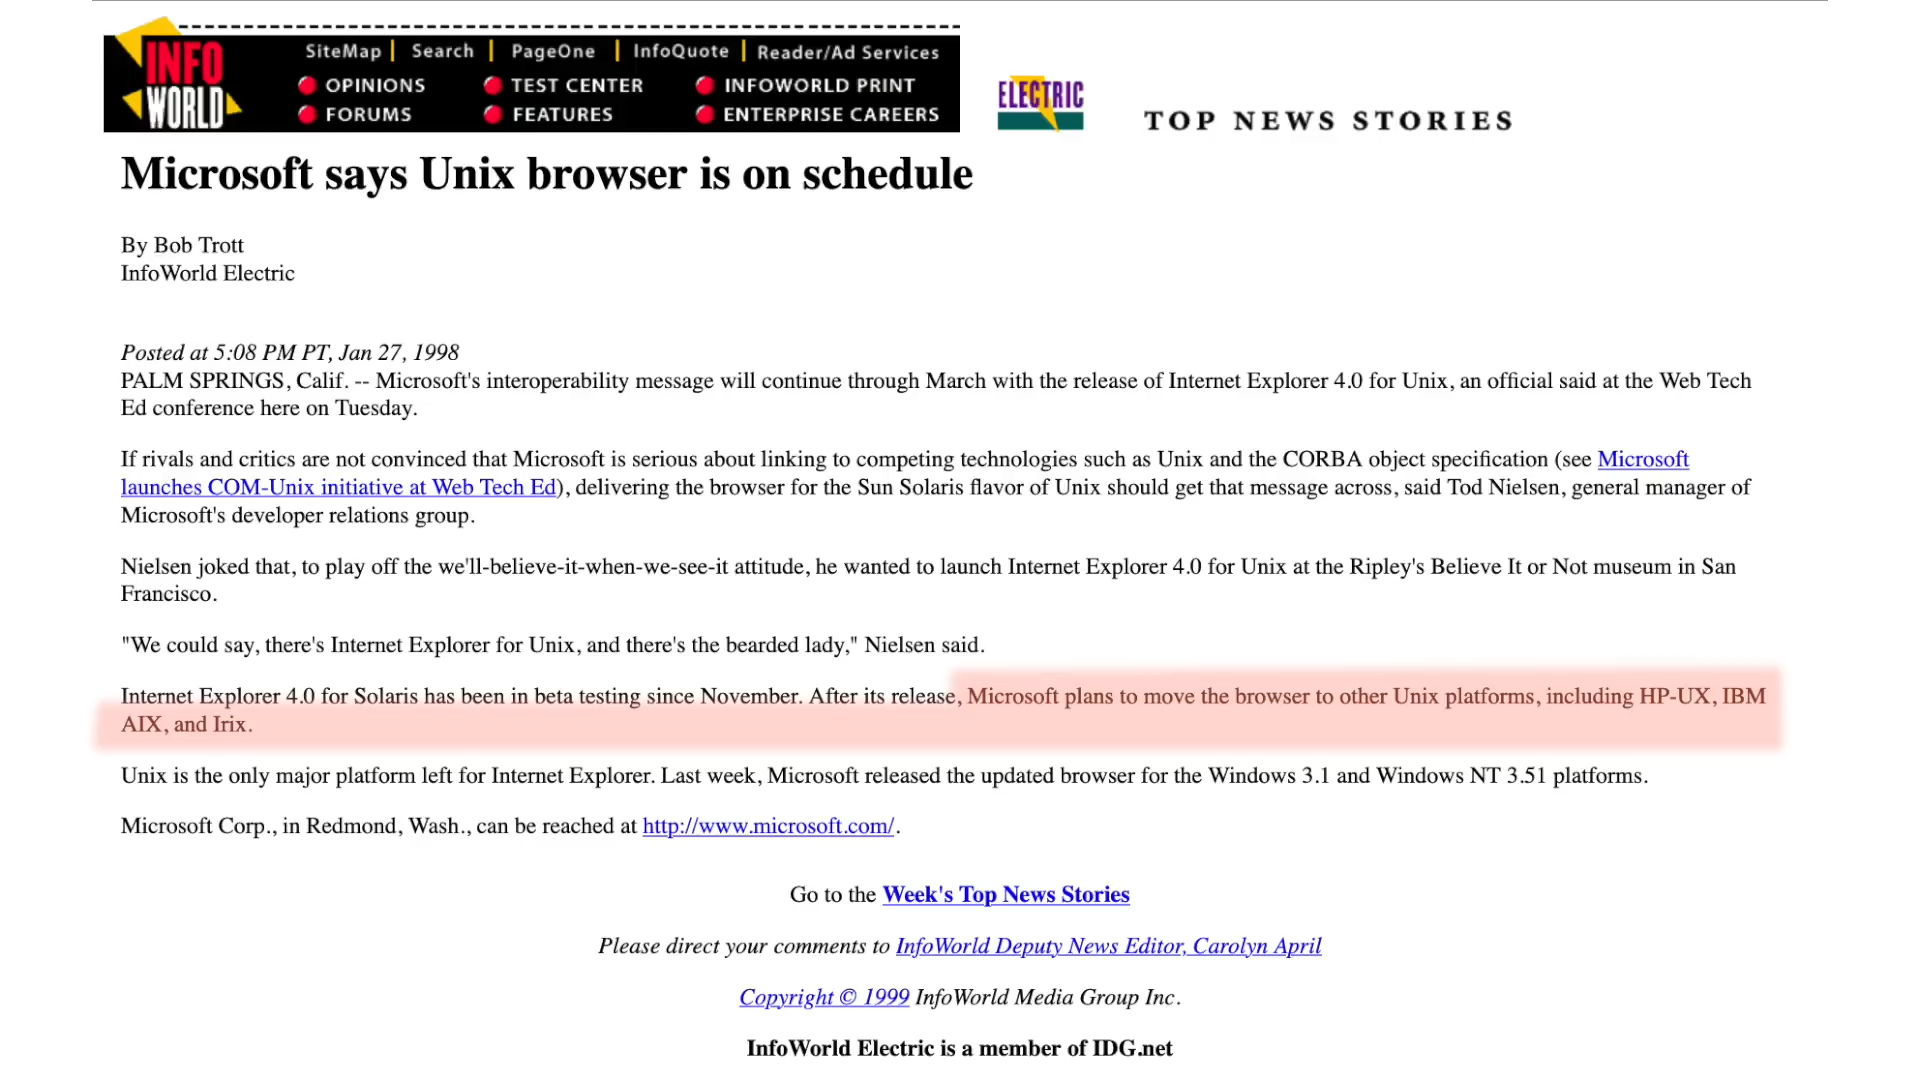 INFO WORLD
SiteMap | Search | PageOne | InfoQuote | Reader/Ad Services
OPINIONS TEST CENTER INFOWORLD PRINT
FORUMS FEATURES ENTERPRISE CAREERS
ELECTRIC
TOP NEWS STORIES
Microsoft says Unix browser is on schedule
By Bob Trott
InfoWorld Electric
Posted at 5:08 PM PT, Jan 27, 1998
PALM SPRINGS, Calif. -- Microsoft's interoperability message will continue through March with the release of Internet Explorer 4.0 for Unix, an official said at the Web Tech
Ed conference here on Tuesday.
If rivals and critics are not convinced that Microsoft is serious about linking to competing technologies such as Unix and the CORBA object specification (see Microsoft
launches COM-Unix initiative at Web Tech Ed), delivering the browser for the Sun Solaris flavor of Unix should get that message across, said Tod Nielsen, general manager of
Microsoft's developer relations group.
Nielsen joked that, to play off the we'll-believe-it-when-we-see-it attitude, he wanted to launch Internet Explorer 4.0 for Unix at the Ripley's Believe It or Not museum in San
Francisco.
"We could say, there's Internet Explorer for Unix, and there's the bearded lady," Nielsen said.
Internet Explorer 4.0 for Solaris has been in beta testing since November. After its release, Microsoft plans to move the browser to other Unix platforms, including HP-UX, IBM
AIX, and Irix.
Unix is the only major platform left for Internet Explorer. Last week, Microsoft released the updated browser for the Windows 3.1 and Windows NT 3.51 platforms.
Microsoft Corp., in Redmond, Wash., can be reached at http://www.microsoft.com/.
Go to the Week's Top News Stories
Please direct your comments to InfoWorld Deputy News Editor, Carolyn April
Copyright © 1999 InfoWorld Media Group Inc.
InfoWorld Electric is a member of IDG.net